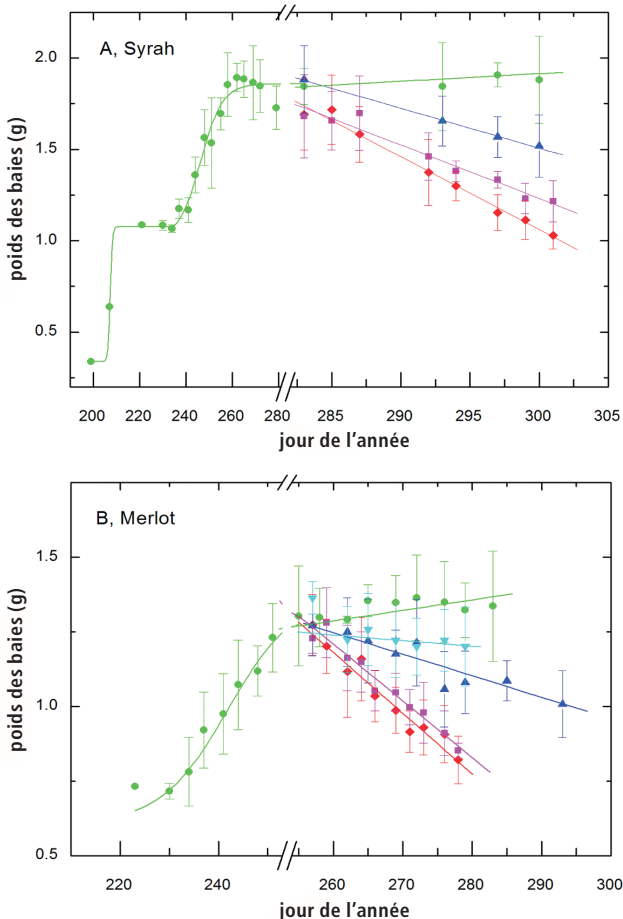 A, Syrah
poids des baies (g)
2.0
1.5
1.0
0.5
200 220 240 260 280 285 290 295 300 305
jour de l'année
B, Merlot
poids des baies (g)
1.5
1.0
0.5
220 240 260 270 280 290 300
jour de l'année